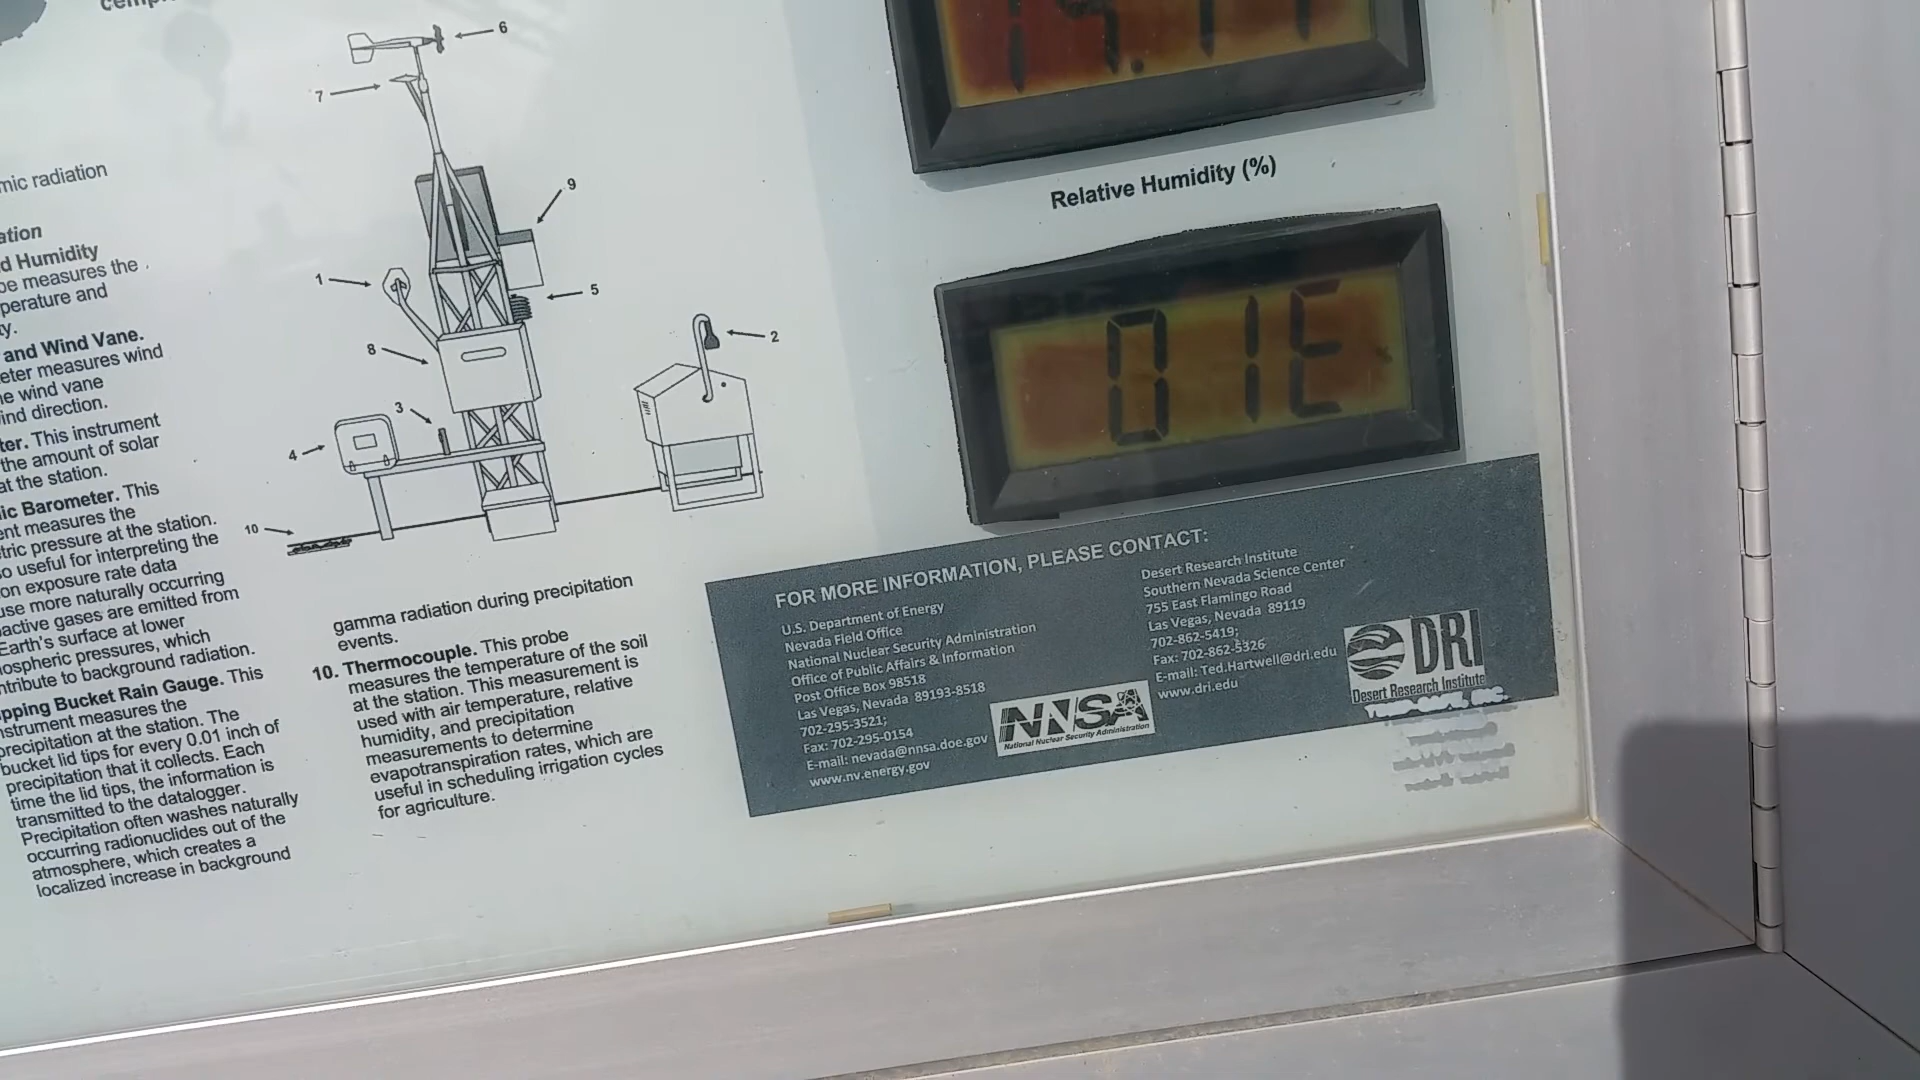 6
7
9
1
5
8
2
3
4
10
mic radiation
ation
d Humidity
be measures the
perature and
ty.
and Wind Vane.
eter measures wind
he wind vane
ind direction.
ter. This instrument
the amount of solar
at the station.
ic Barometer. This
ent measures the
tric pressure at the station.
so useful for interpreting the
on exposure rate data
use more naturally occurring
active gases are emitted from
Earth's surface at lower
ospheric pressures, which
ntribute to background radiation.
pping Bucket Rain Gauge. This
nstrument measures the
precipitation at the station. The
bucket lid tips for every 0.01 inch of
precipitation that it collects. Each
time the lid tips, the information is
transmitted to the datalogger.
Precipitation often washes naturally
occurring radionuclides out of the
atmosphere, which creates a
localized increase in background
gamma radiation during precipitation
events.
10. Thermocouple. This probe
measures the temperature of the soil
at the station. This measurement is
used with air temperature, relative
humidity, and precipitation
measurements to determine
evapotranspiration rates, which are
useful in scheduling irrigation cycles
for agriculture.
Relative Humidity (%)
FOR MORE INFORMATION, PLEASE CONTACT:
U.S. Department of Energy
Nevada Field Office
National Nuclear Security Administration
Office of Public Affairs & Information
Post Office Box 98518
Las Vegas, Nevada 89193-8518
702-295-3521;
Fax: 702-295-0154
E-mail: nevada@nnsa.doe.gov
www.nv.energy.gov
NNSA
National Nuclear Security Administration
Desert Research Institute
Southern Nevada Science Center
755 East Flamingo Road
Las Vegas, Nevada 89119
702-862-5419;
Fax: 702-862-5326
E-mail: Ted.Hartwell@dri.edu
www.dri.edu
DRI
Desert Research Institute